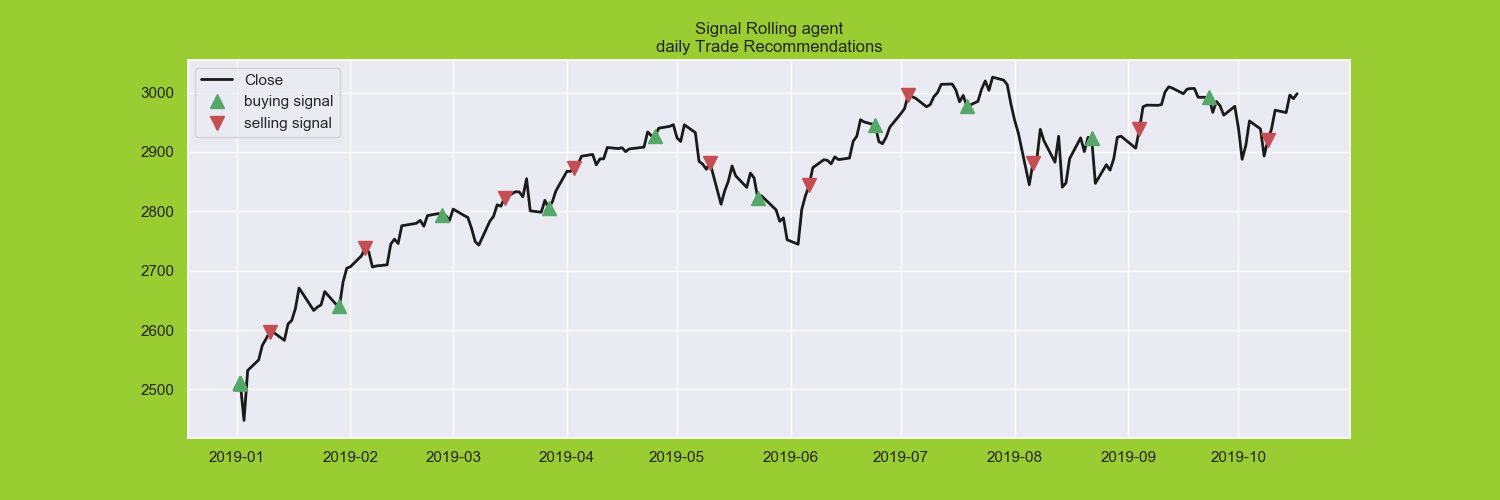 Signal Rolling agent
daily Trade Recommendations
Close
buying signal
selling signal
3000
2900
2800
2700
2600
2500
2019-01 2019-02 2019-03 2019-04 2019-05 2019-06 2019-07 2019-08 2019-09 2019-10